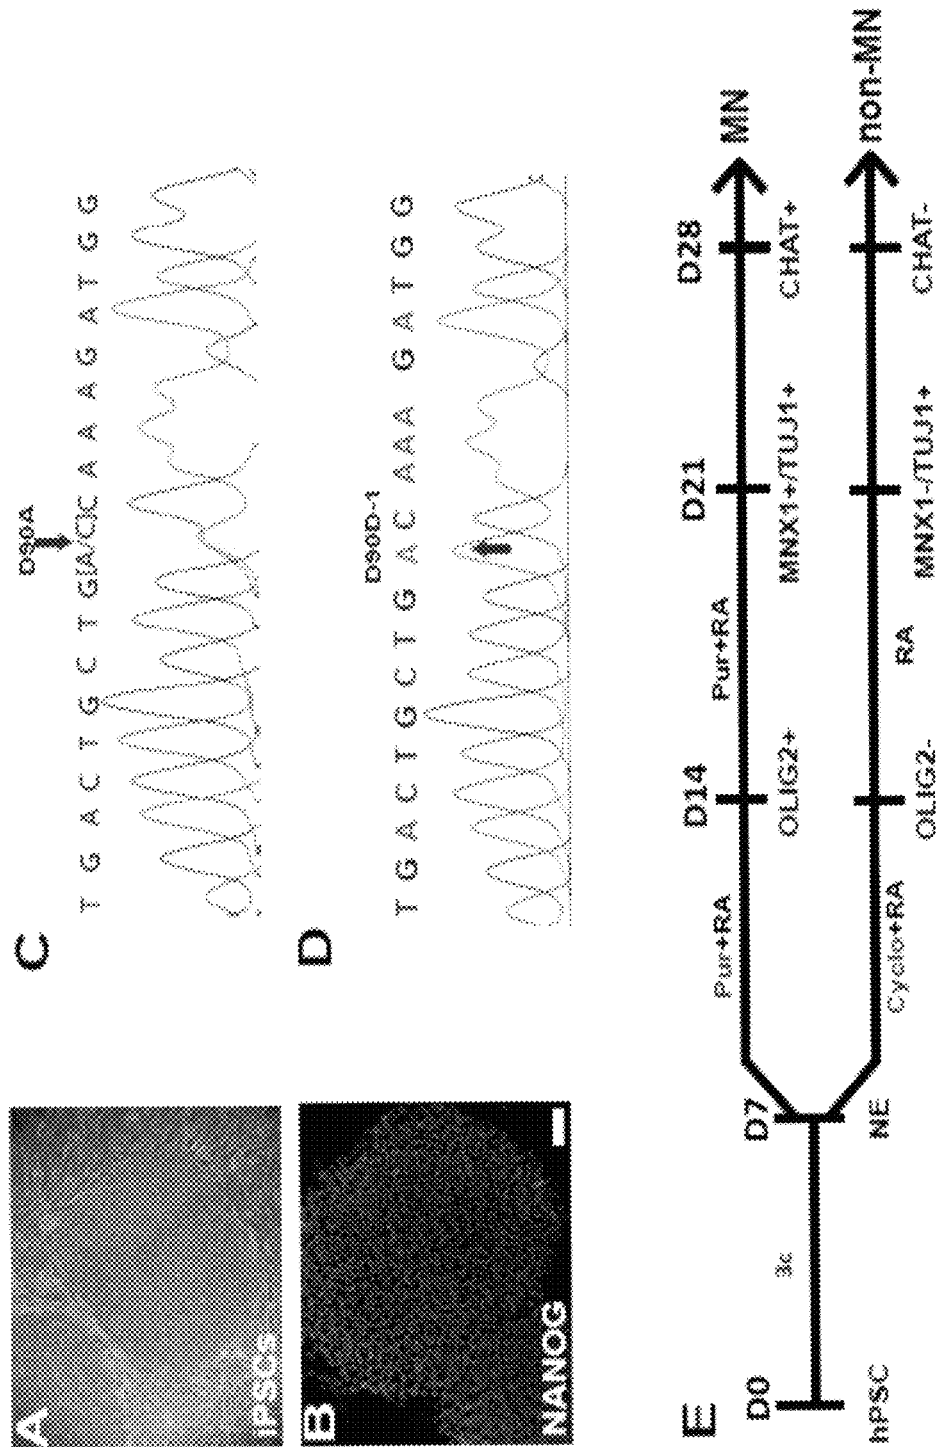 A
iPSCs
B
NANOG
C
D90A
T G A C T G C T G[A/C]C A A A G A T G G
D
D90D-1
T G A C T G C T G A C AAA G A T G G
E
D0
D7
D14
D21
D28
3c
Pur+RA
Pur+RA
MN
hPSC
NE
OLIG2+
MNX1+/TUJ1+
CHAT+
Cyclo+RA
RA
non-MN
OLIG2-
MNX1-/TUJ1+
CHAT-